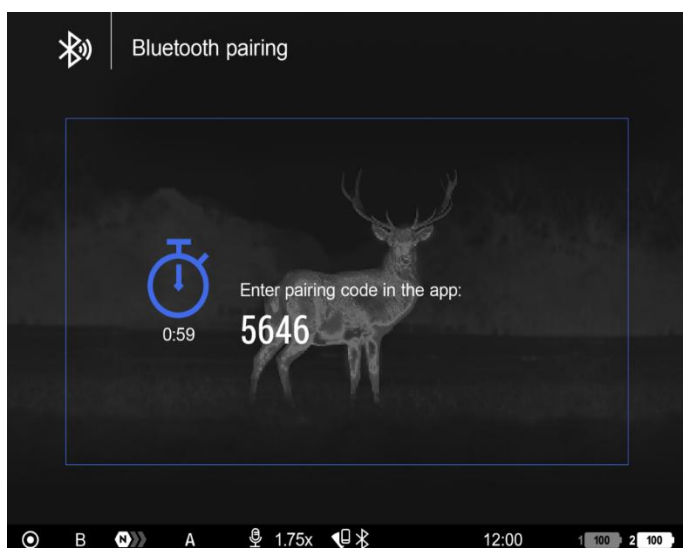 Bluetooth pairing
Enter pairing code in the app:
0:59
5646
B N A 1.75x 12:00 1 100 2 100